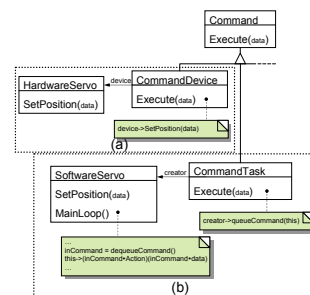 Command
Execute(data)
device
CommandDevice
Execute(data)
HardwareServo
SetPosition(data)
device->SetPosition(data)
(a)
creator
CommandTask
Execute(data)
SoftwareServo
SetPosition(data)
MainLoop()
creator->queueCommand(this)
...
inCommand = dequeueCommand()
this->(inCommand•Action)(inCommand•data)
...
(b)